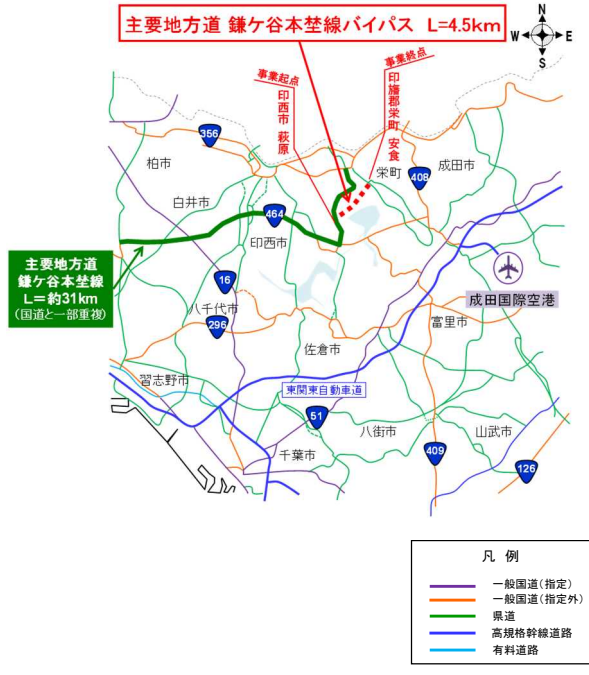 主要地方道 鎌ケ谷本埜線バイパス L=4.5km
N
W
E
S
事業起点
印西市 萩原
事業終点
印旛郡栄町 安食
356
柏市
栄町
408
成田市
白井市
464
印西市
主要地方道
鎌ケ谷本埜線
L=約31km
(国道と一部重複)
16
八千代市
296
成田国際空港
富里市
佐倉市
習志野市
東関東自動車道
51
八街市
山武市
千葉市
409
126
凡 例
一般国道(指定)
一般国道(指定外)
県道
高規格幹線道路
有料道路